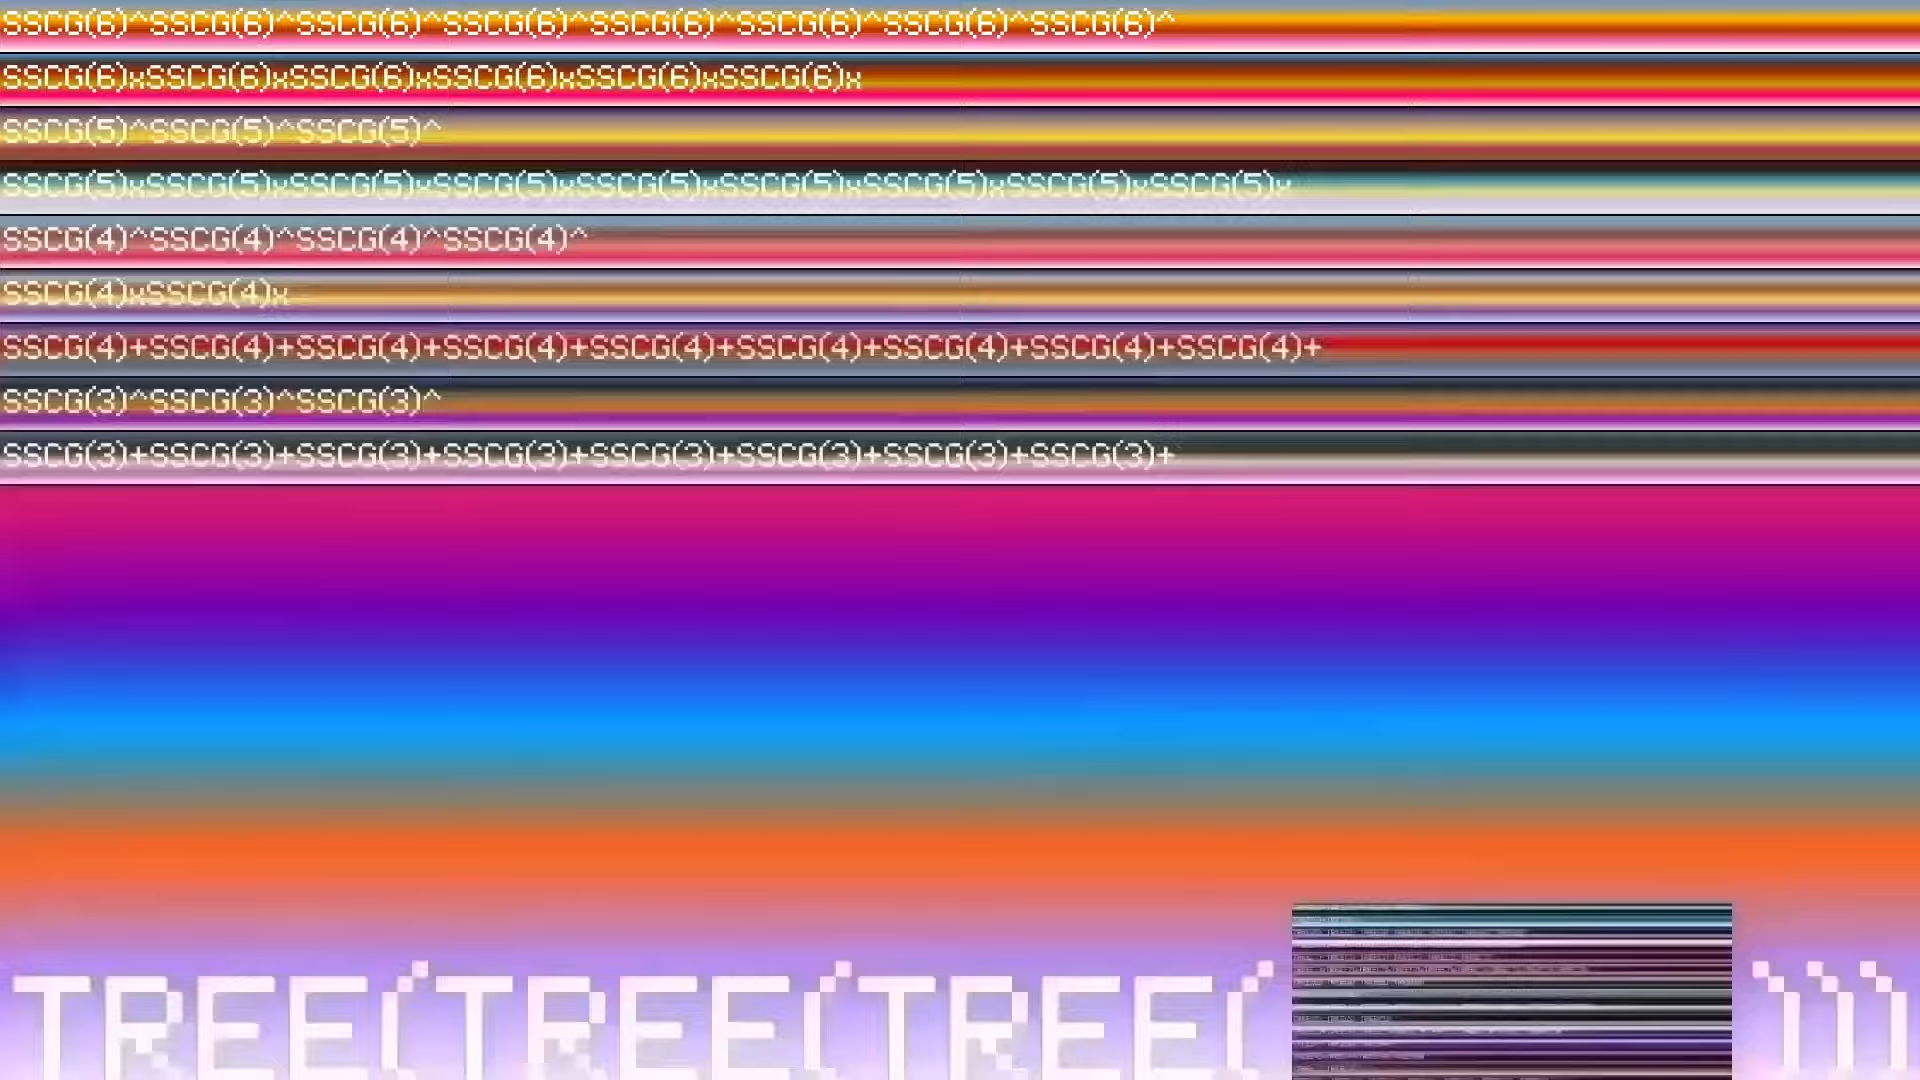 SSCG(6)^SSCG(6)^SSCG(6)^SSCG(6)^SSCG(6)^SSCG(6)^SSCG(6)^SSCG(6)^
SSCG(6)xSSCG(6)xSSCG(6)xSSCG(6)xSSCG(6)xSSCG(6)x
SSCG(5)^SSCG(5)^SSCG(5)^
SSCG(5)xSSCG(5)xSSCG(5)xSSCG(5)xSSCG(5)xSSCG(5)xSSCG(5)xSSCG(5)xSSCG(5)x
SSCG(4)^SSCG(4)^SSCG(4)^SSCG(4)^
SSCG(4)xSSCG(4)x
SSCG(4)+SSCG(4)+SSCG(4)+SSCG(4)+SSCG(4)+SSCG(4)+SSCG(4)+SSCG(4)+SSCG(4)+
SSCG(3)^SSCG(3)^SSCG(3)^
SSCG(3)+SSCG(3)+SSCG(3)+SSCG(3)+SSCG(3)+SSCG(3)+SSCG(3)+SSCG(3)+
TREE(TREE(TREE( )))